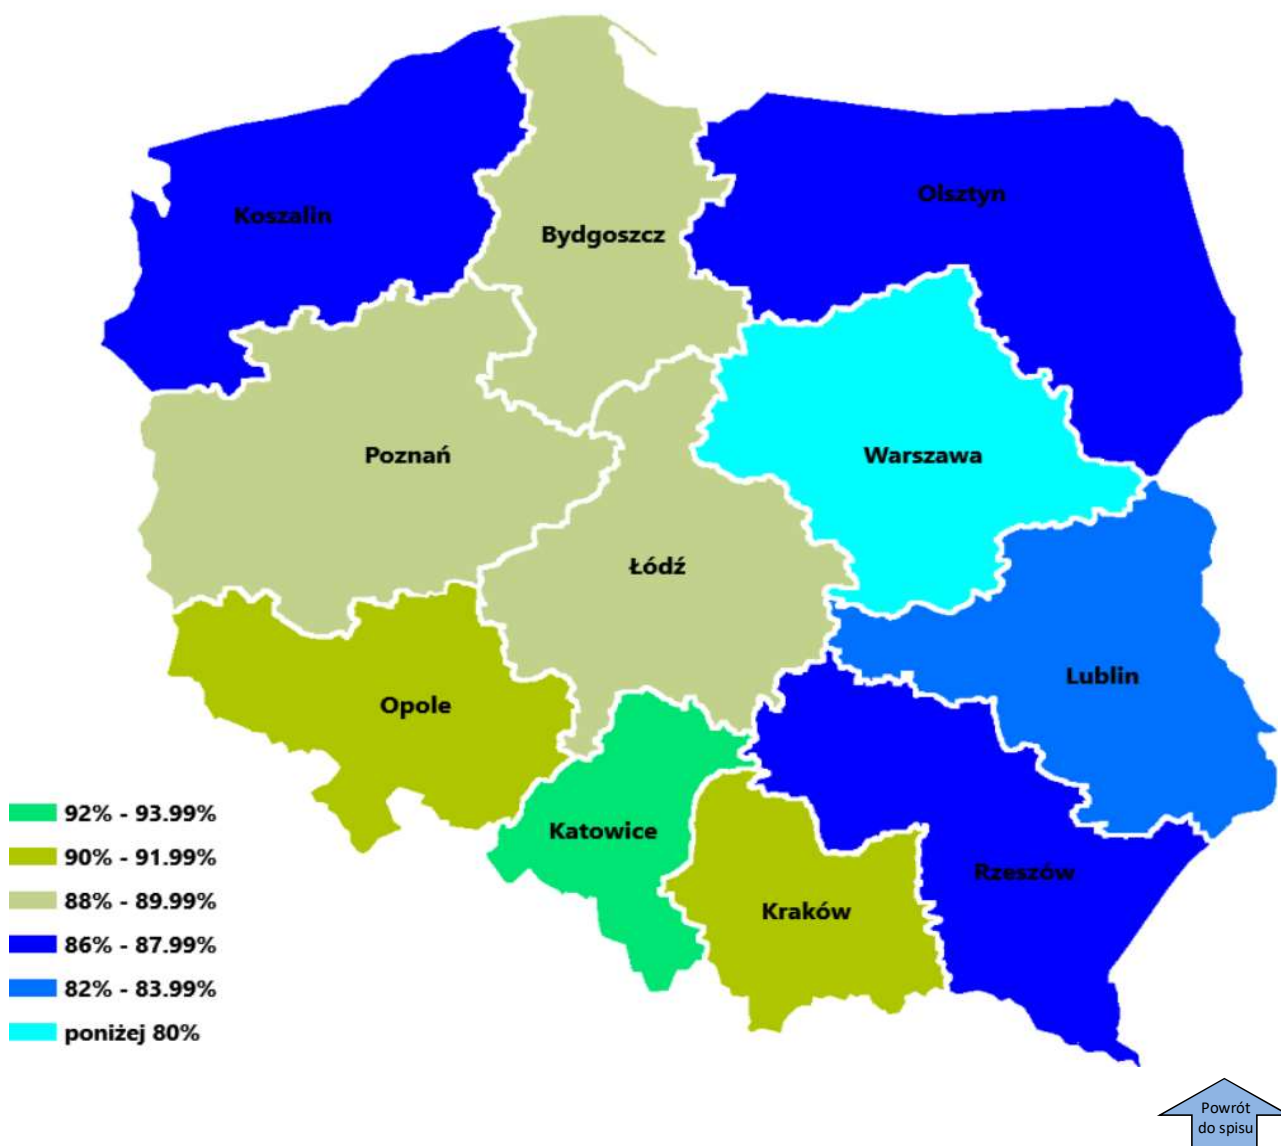 Koszalin
Olsztyn
Bydgoszcz
Poznań
Warszawa
Łódź
Lublin
Opole
Katowice
Rzeszów
Kraków
92% - 93.99%
90% - 91.99%
88% - 89.99%
86% - 87.99%
82% - 83.99%
poniżej 80%
Powrót
do spisu